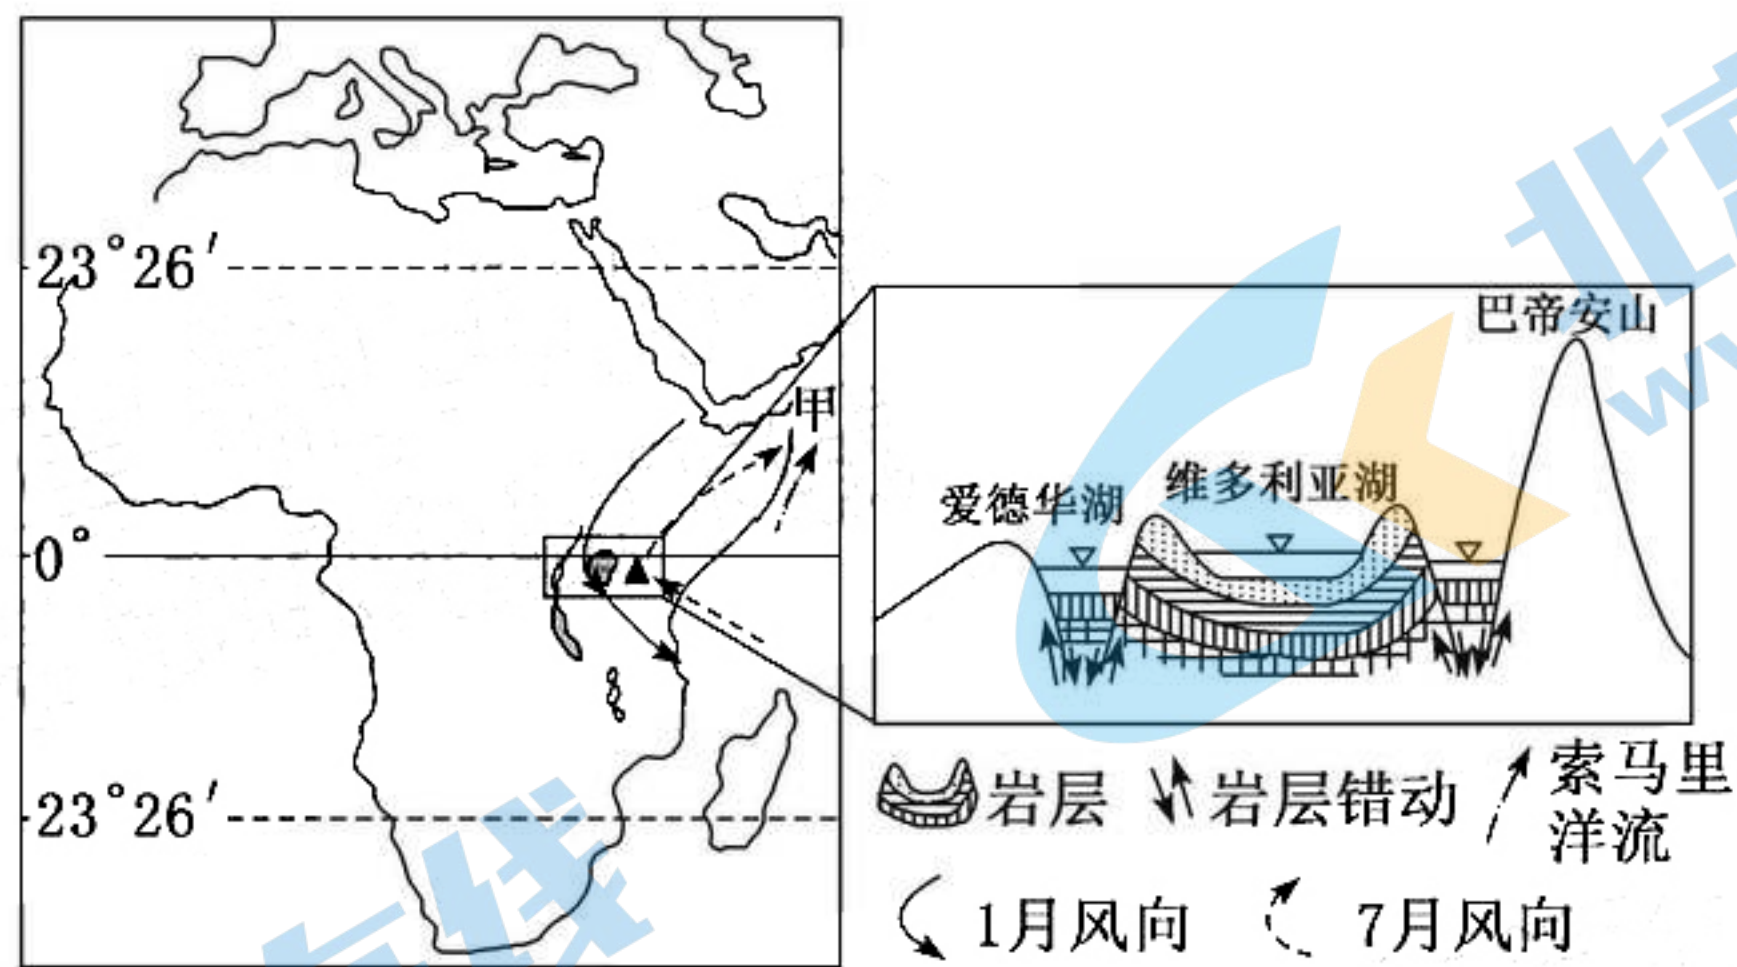 23°26′
甲
0°
23°26′
巴帝安山
维多利亚湖
爱德华湖
岩层
岩层错动
索马里
洋流
1月风向
7月风向
北